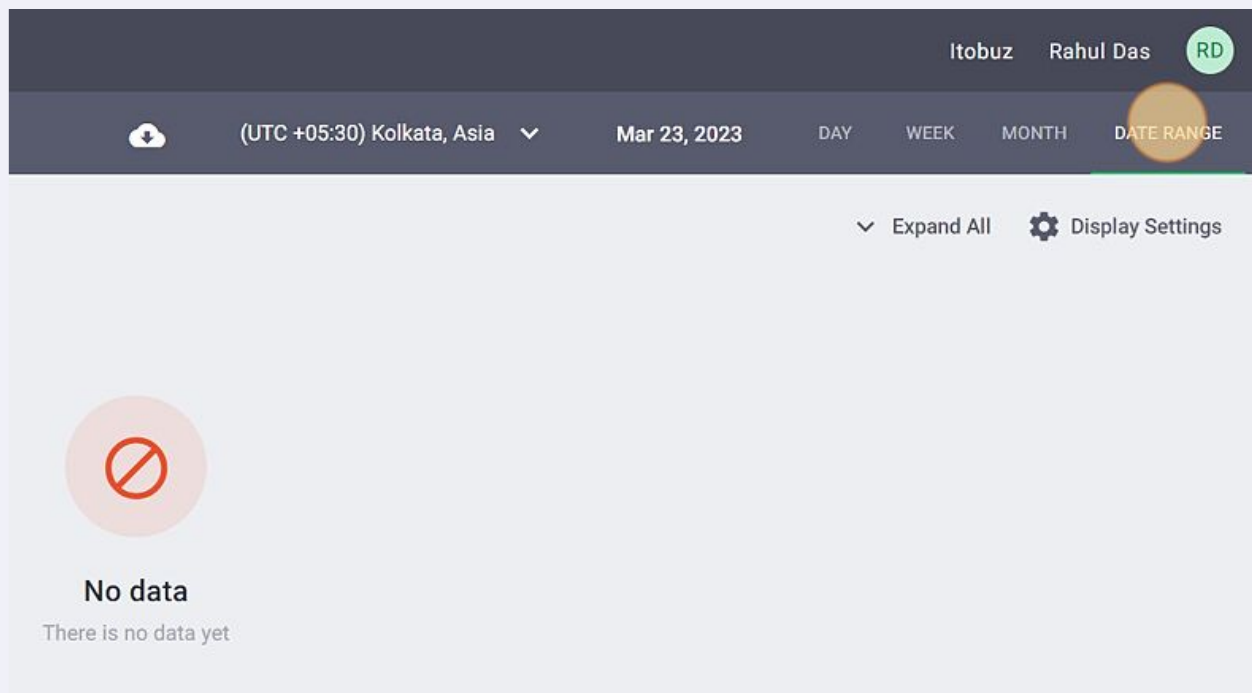 Itobuz Rahul Das RD
(UTC +05:30) Kolkata, Asia Mar 23, 2023 DAY WEEK MONTH DATE RANGE
Expand All Display Settings
No data
There is no data yet